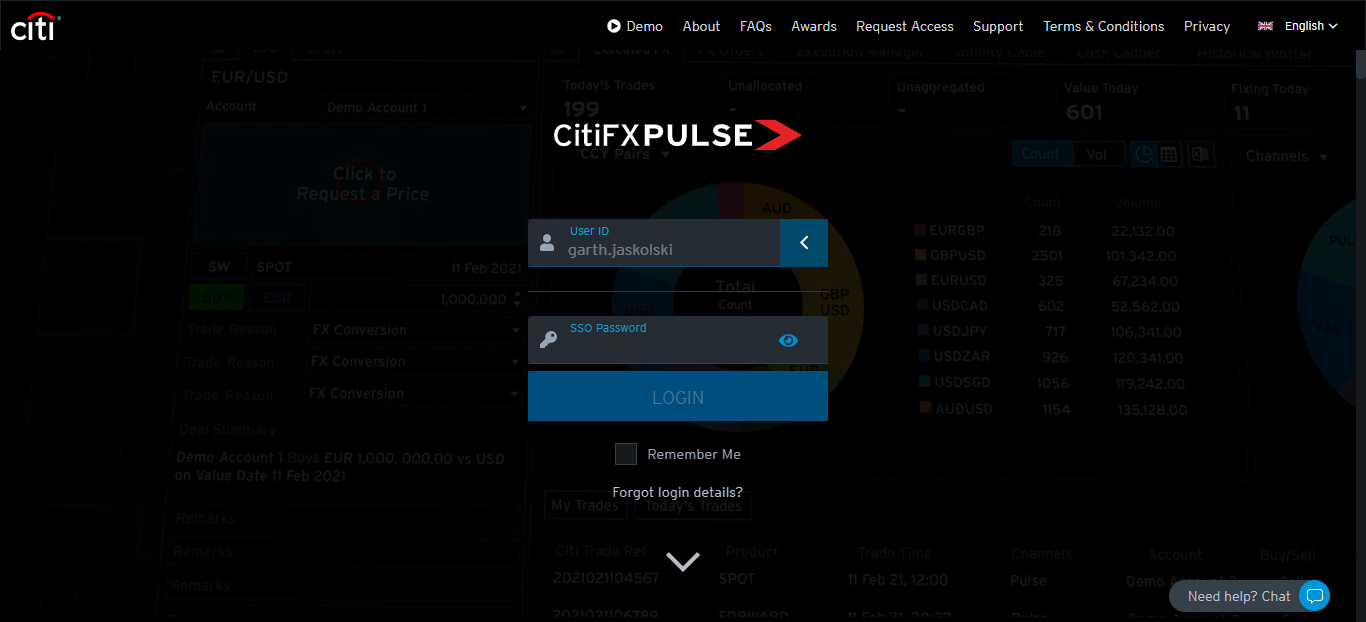 citi
Demo About FAQs Awards Request Access Support Terms & Conditions Privacy English
Executed FX FX Orders Execution Manager Infinity Cable Cash Ladder Historical Blotter
EUR/USD
Account Demo Account 1
Click to
Request a Price
SW SPOT 11 Feb 2021
BUY EUR 1,000,000
Trade Reason FX Conversion
Trade Reason FX Conversion
Trade Reason FX Conversion
Deal Summary
Demo Account 1 Buys EUR 1,000, 000.00 vs USD
on Value Date 11 Feb 2021
Remarks
Remarks
Remarks
Today's Trades Unallocated Unaggregated Value Today Fixing Today
199 - - 601 11
CitiFXPULSE
CCY Pairs Count Vol Channels
User ID
garth.jaskolski
SSO Password
LOGIN
Remember Me
Forgot login details?
AUD
Total
Count
GBP
USD
USD
EUR
Count Volume
EURGBP 218 22,132.00
GBPUSD 2501 101,342.00
EURUSD 325 67,234.00
USDCAD 602 52,562.00
USDJPY 717 106,341.00
USDZAR 926 120,341.00
USDSGD 1056 119,242.00
AUDUSD 1154 135,128.00
FXG
My Trades Today's Trades
Citi Trade Ref Product Trade Time Channels Account Buy/Sell
2021021104567 SPOT 11 Feb 21, 12:00 Pulse Demo Account 2
2021021106789 FORWARD 11 Feb 21, Pulse
Need help? Chat